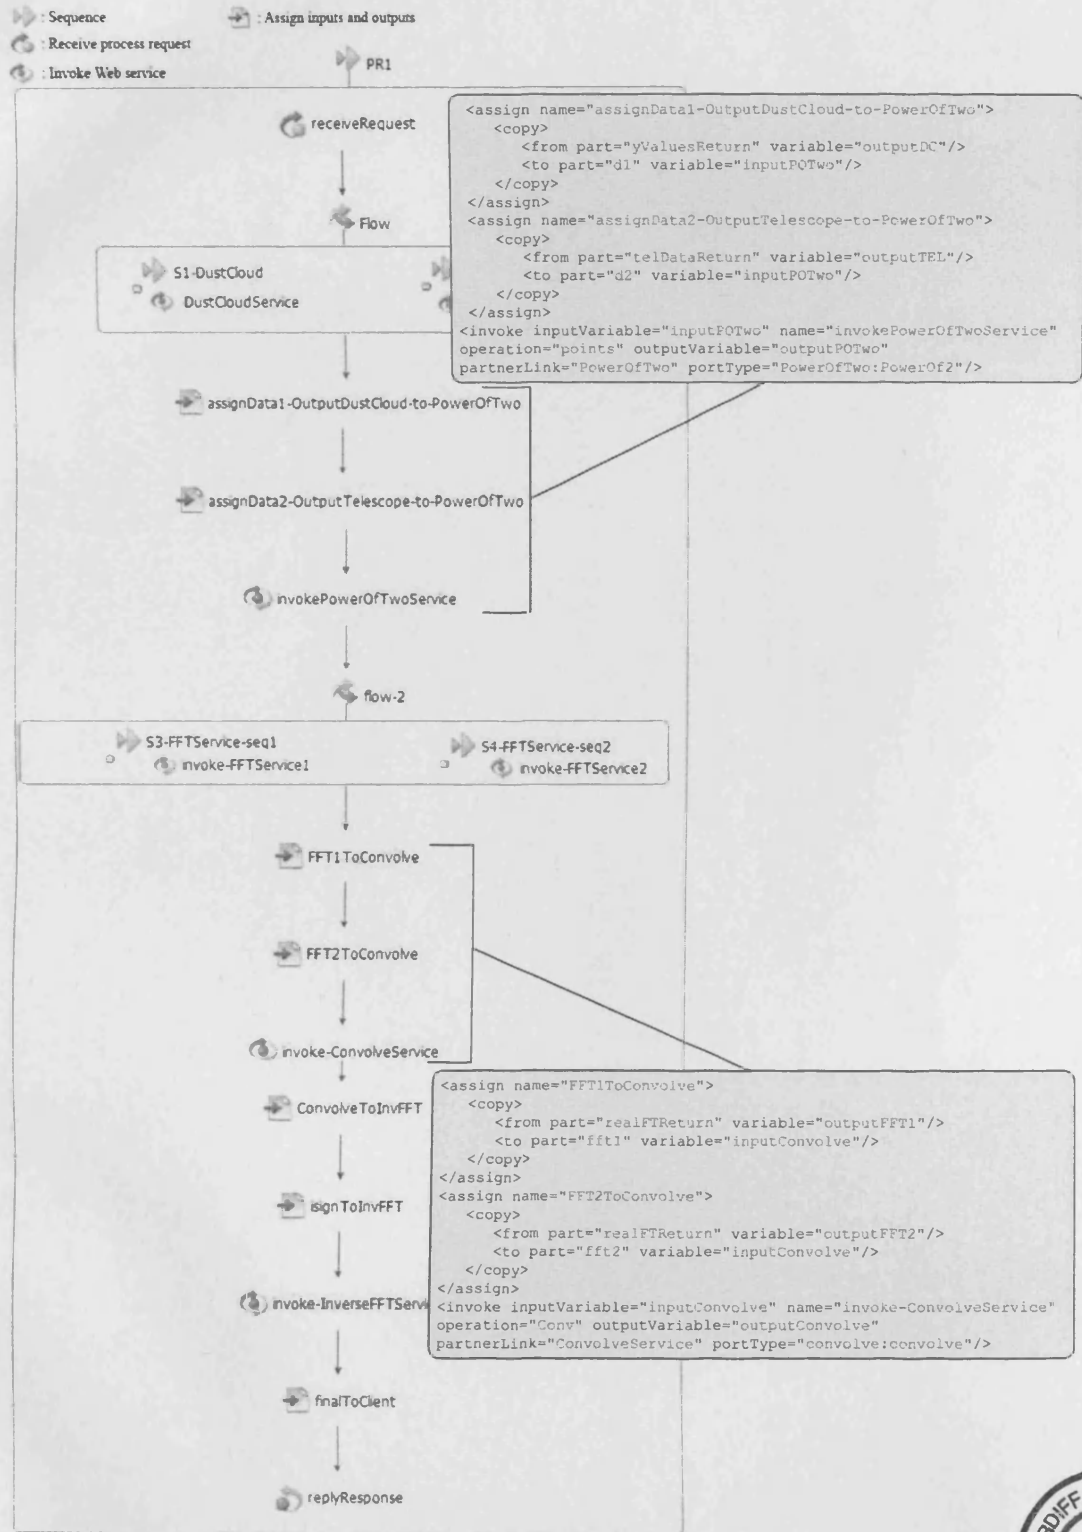 : Sequence
: Assign inputs and outputs
: Receive process request
: Invoke Web service
PR1
receiveRequest
<assign name="assignData1-OutputDustCloud-to-PowerOfTwo">
<copy>
<from part="yValuesReturn" variable="outputDC"/>
<to part="d1" variable="inputPOTwo"/>
</copy>
</assign>
<assign name="assignData2-OutputTelescope-to-PowerOfTwo">
<copy>
<from part="telDataReturn" variable="outputTEL"/>
<to part="d2" variable="inputPOTwo"/>
</copy>
</assign>
<invoke inputVariable="inputPOTwo" name="invokePowerOfTwoService"
operation="points" outputVariable="outputPOTwo"
partnerLink="PowerOfTwo" portType="PowerOfTwo:PowerOf2"/>
Flow
S1-DustCloud
DustCloudService
assignData1-OutputDustCloud-to-PowerOfTwo
assignData2-OutputTelescope-to-PowerOfTwo
invokePowerOfTwoService
flow-2
S3-FFTService-seq1
invoke-FFTService1
S4-FFTService-seq2
invoke-FFTService2
FFT1ToConvolve
FFT2ToConvolve
invoke-ConvolveService
ConvolveToInvFFT
isignToInvFFT
invoke-InverseFFTServi
<assign name="FFT1ToConvolve">
<copy>
<from part="realFTReturn" variable="outputFFT1"/>
<to part="fft1" variable="inputConvolve"/>
</copy>
</assign>
<assign name="FFT2ToConvolve">
<copy>
<from part="realFTReturn" variable="outputFFT2"/>
<to part="fft2" variable="inputConvolve"/>
</copy>
</assign>
<invoke inputVariable="inputConvolve" name="invoke-ConvolveService"
operation="Conv" outputVariable="outputConvolve"
partnerLink="ConvolveService" portType="convolve:convolve"/>
finalToClient
replyResponse